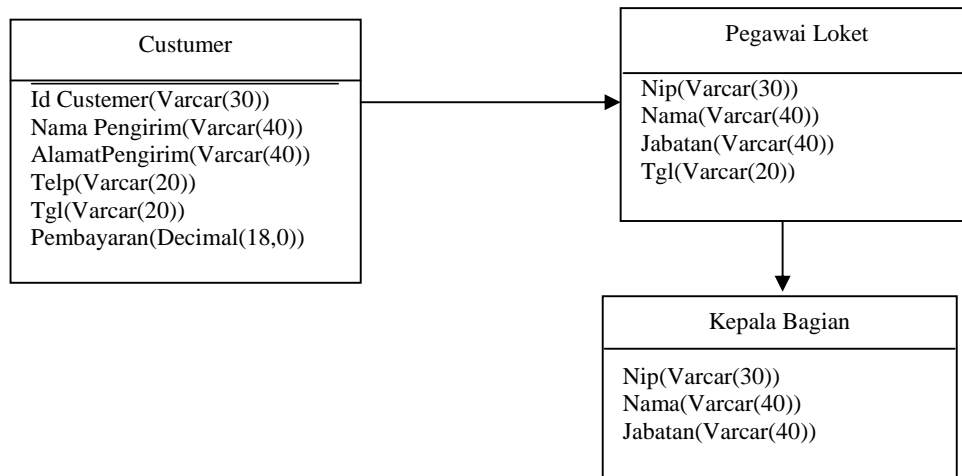 Custumer
Id Custemer(Varcar(30))
Nama Pengirim(Varcar(40))
AlamatPengirim(Varcar(40))
Telp(Varcar(20))
Tgl(Varcar(20))
Pembayaran(Decimal(18,0))
Pegawai Loket
Nip(Varcar(30))
Nama(Varcar(40))
Jabatan(Varcar(40))
Tgl(Varcar(20))
Kepala Bagian
Nip(Varcar(30))
Nama(Varcar(40))
Jabatan(Varcar(40))